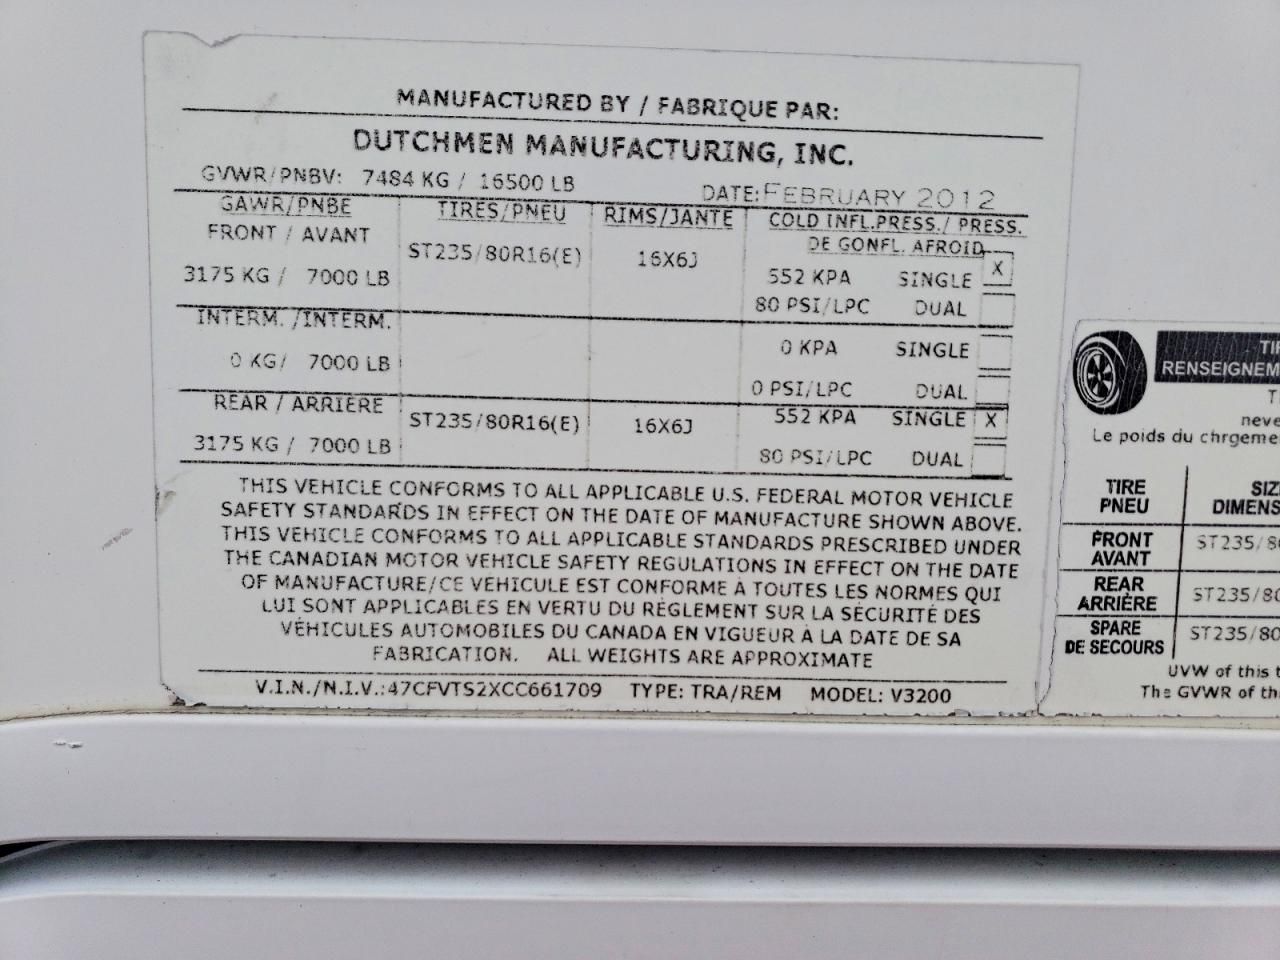 MANUFACTURED BY / FABRIQUE PAR:
DUTCHMEN MANUFACTURING, INC.
GVWR/PNBV: 7484 KG / 16500 LB DATE: FEBRUARY 2012
GAWR/PNBE TIRES/PNEU RIMS/JANTE COLD INFL.PRESS./ PRESS.
FRONT / AVANT DE GONFL. AFROID
ST235/80R16(E) 16X6J
3175 KG / 7000 LB 552 KPA SINGLE X
80 PSI/LPC DUAL
INTERM. /INTERM.
0 KPA SINGLE
0 KG/ 7000 LB
0 PSI/LPC DUAL
REAR / ARRIERE
ST235/80R16(E) 16X6J 552 KPA SINGLE X
3175 KG / 7000 LB
80 PSI/LPC DUAL
THIS VEHICLE CONFORMS TO ALL APPLICABLE U.S. FEDERAL MOTOR VEHICLE
SAFETY STANDARDS IN EFFECT ON THE DATE OF MANUFACTURE SHOWN ABOVE.
THIS VEHICLE CONFORMS TO ALL APPLICABLE STANDARDS PRESCRIBED UNDER
THE CANADIAN MOTOR VEHICLE SAFETY REGULATIONS IN EFFECT ON THE DATE
OF MANUFACTURE/CE VÉHICULE EST CONFORME À TOUTES LES NORMES QUI
LUI SONT APPLICABLES EN VERTU DU RÈGLEMENT SUR LA SÉCURITÉ DES
VÉHICULES AUTOMOBILES DU CANADA EN VIGUEUR À LA DATE DE SA
FABRICATION. ALL WEIGHTS ARE APPROXIMATE
V.I.N./N.I.V.:47CFVTS2XCC661709 TYPE: TRA/REM MODEL: V3200
Le poids du chrgeme
TIRE
PNEU
FRONT ST235/8
AVANT
REAR ST235/80
ARRIÈRE
SPARE ST235/80
DE SECOURS
UVW of this t
The GVWR of th